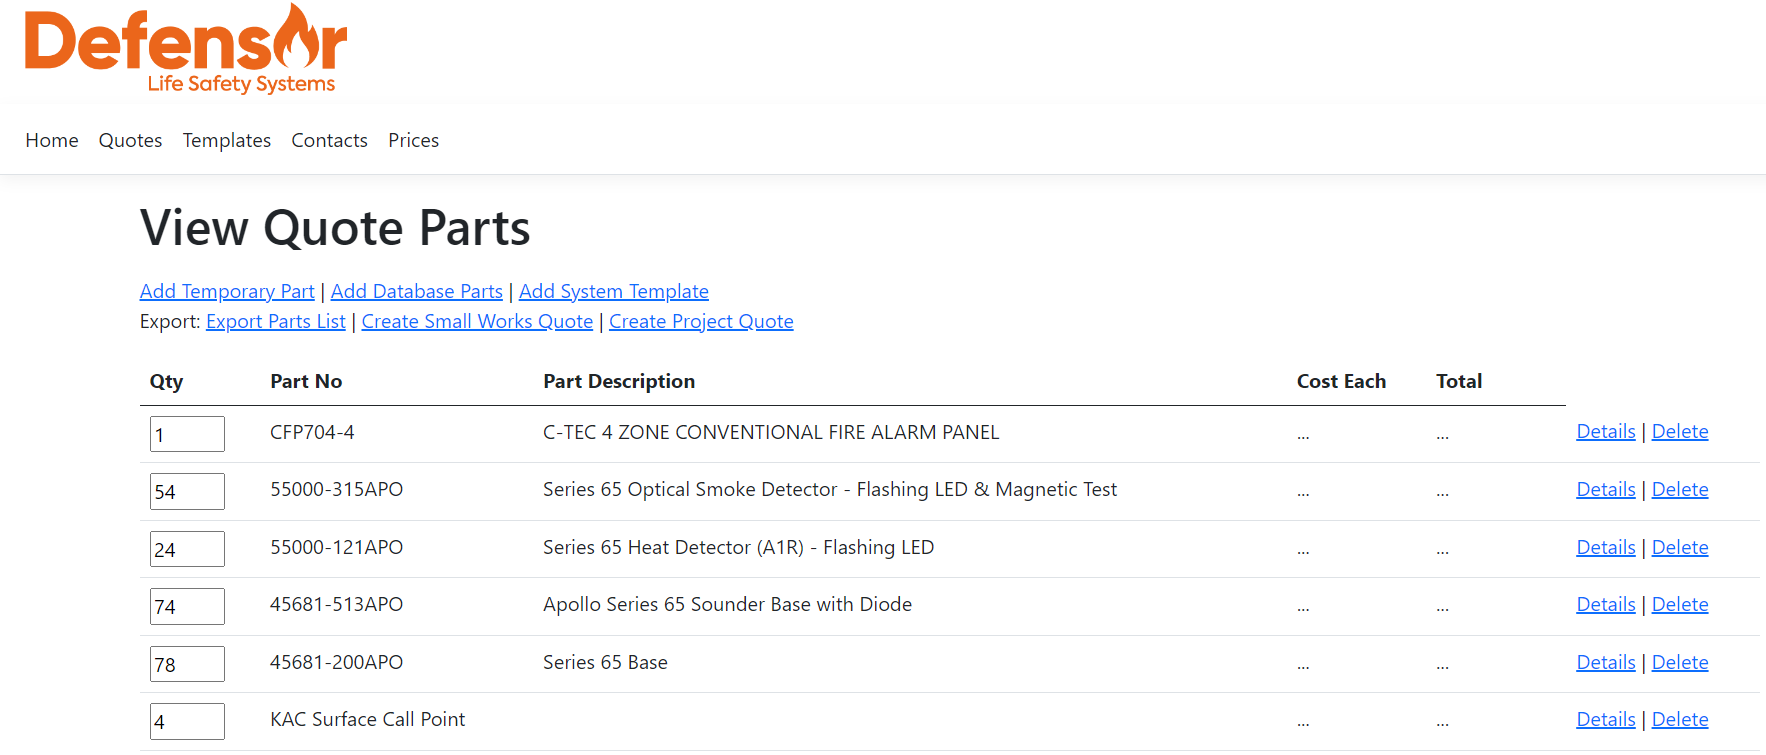 Defensor
Life Safety Systems
Home Quotes Templates Contacts Prices
View Quote Parts
Add Temporary Part | Add Database Parts | Add System Template
Export: Export Parts List | Create Small Works Quote | Create Project Quote
Qty Part No Part Description Cost Each Total
1 CFP704-4 C-TEC 4 ZONE CONVENTIONAL FIRE ALARM PANEL ... ... Details | Delete
54 55000-315APO Series 65 Optical Smoke Detector - Flashing LED & Magnetic Test ... ... Details | Delete
24 55000-121APO Series 65 Heat Detector (A1R) - Flashing LED ... ... Details | Delete
74 45681-513APO Apollo Series 65 Sounder Base with Diode ... ... Details | Delete
78 45681-200APO Series 65 Base ... ... Details | Delete
4 KAC Surface Call Point ... ... Details | Delete